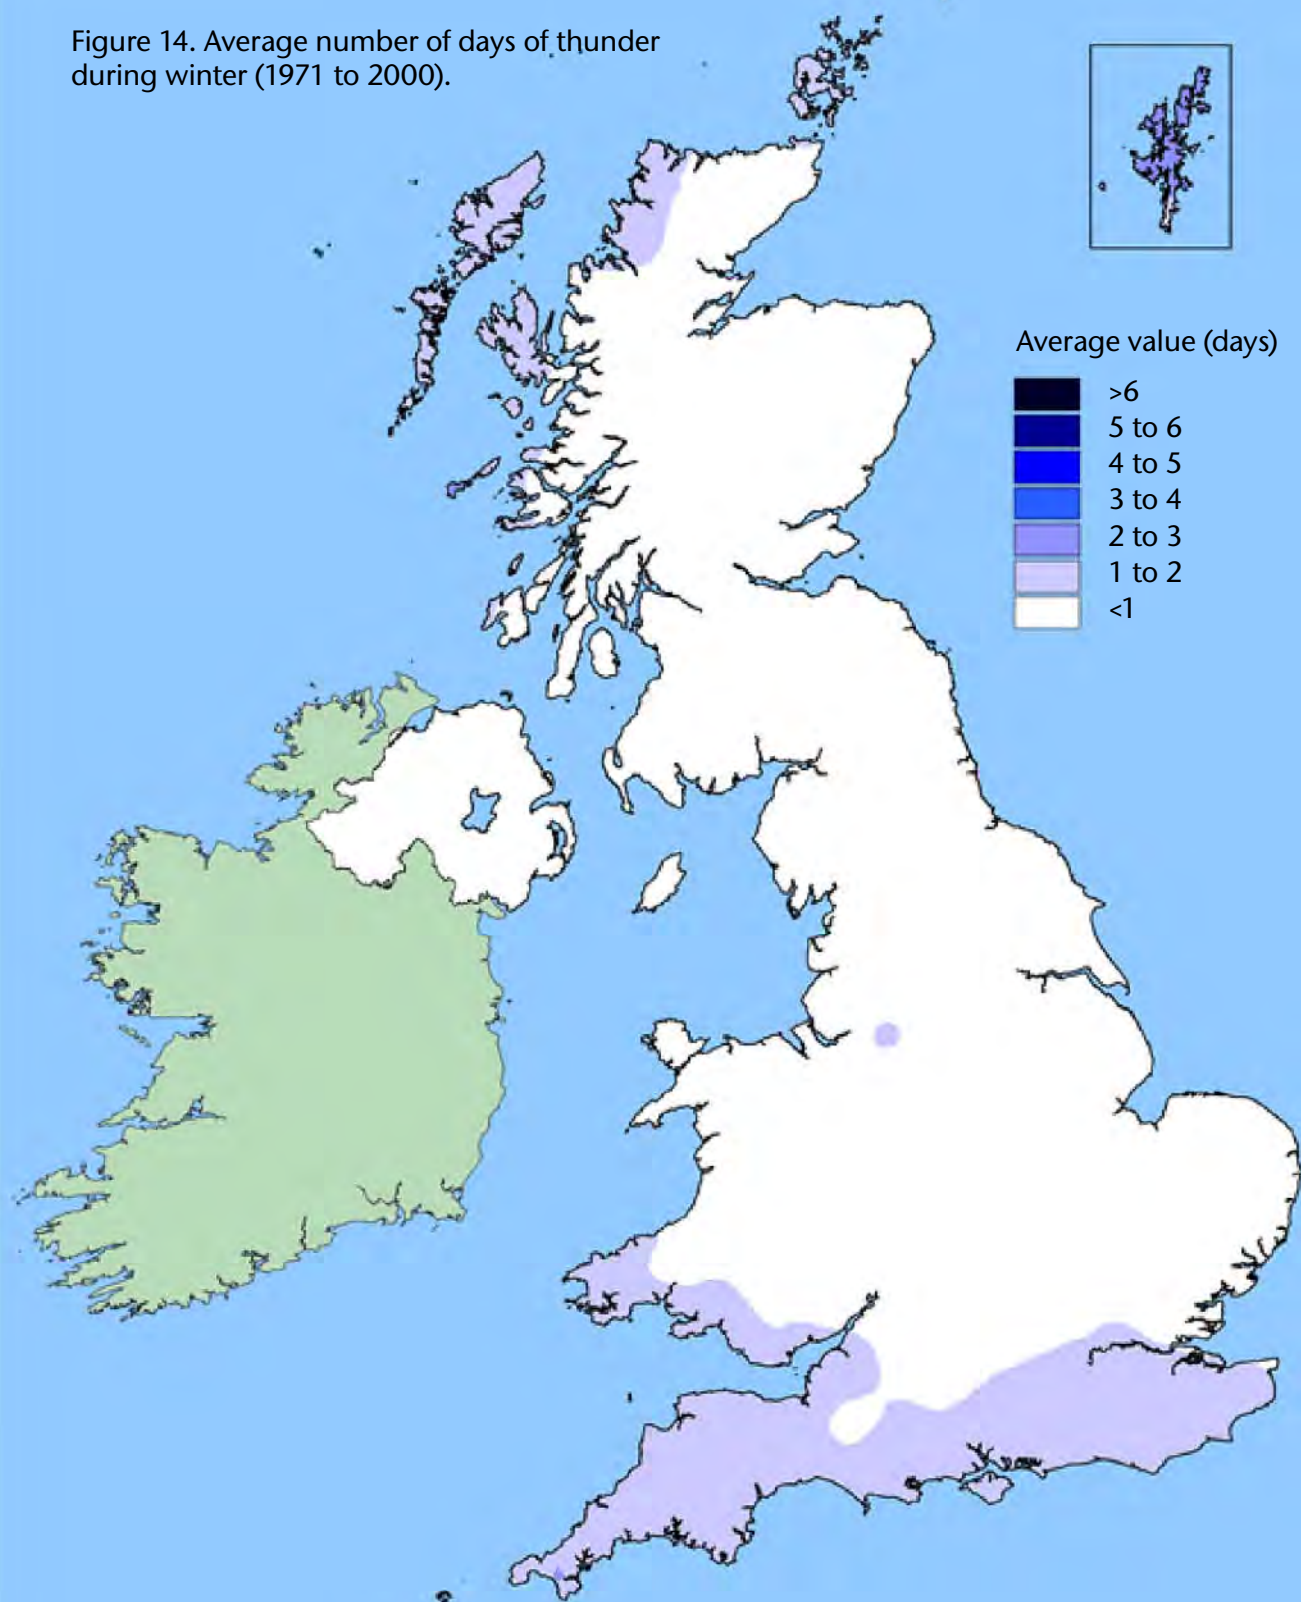 Figure 14. Average number of days of thunder
during winter (1971 to 2000).
Average value (days)
>6
5 to 6
4 to 5
3 to 4
2 to 3
1 to 2
<1